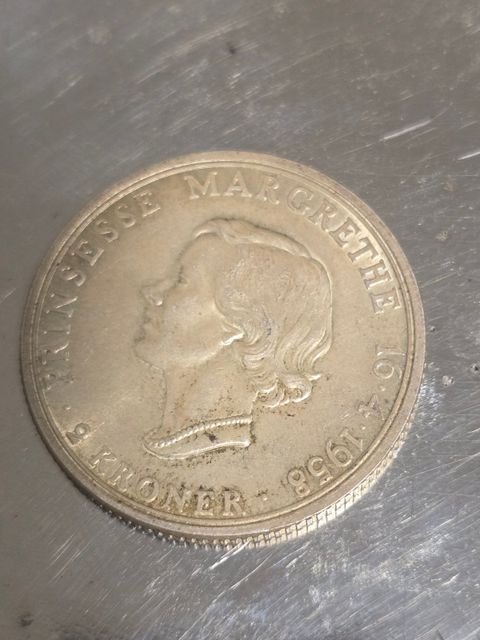 PRINSESSE MARGRETHE 16 · 4 · 1958 · 2 KRONER ·